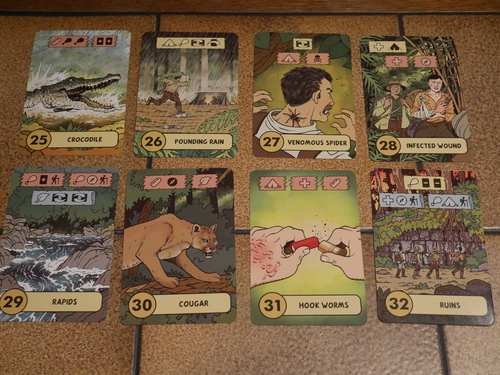 25 CROCODILE
26 POUNDING RAIN
27 VENOMOUS SPIDER
28 INFECTED WOUND
29 RAPIDS
30 COUGAR
31 HOOK WORMS
32 RUINS